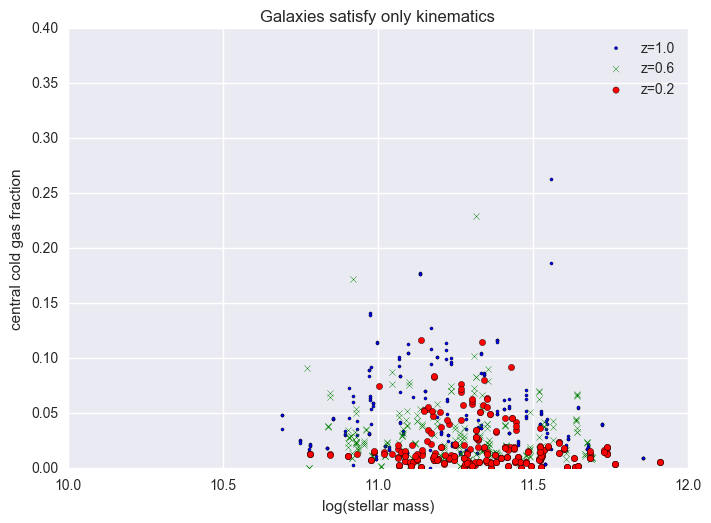 Galaxies satisfy only kinematics
0.40
0.35
0.30
0.25
0.20
0.15
0.10
0.05
0.00
central cold gas fraction
z=1.0
z=0.6
z=0.2
10.0 10.5 11.0 11.5 12.0
log(stellar mass)